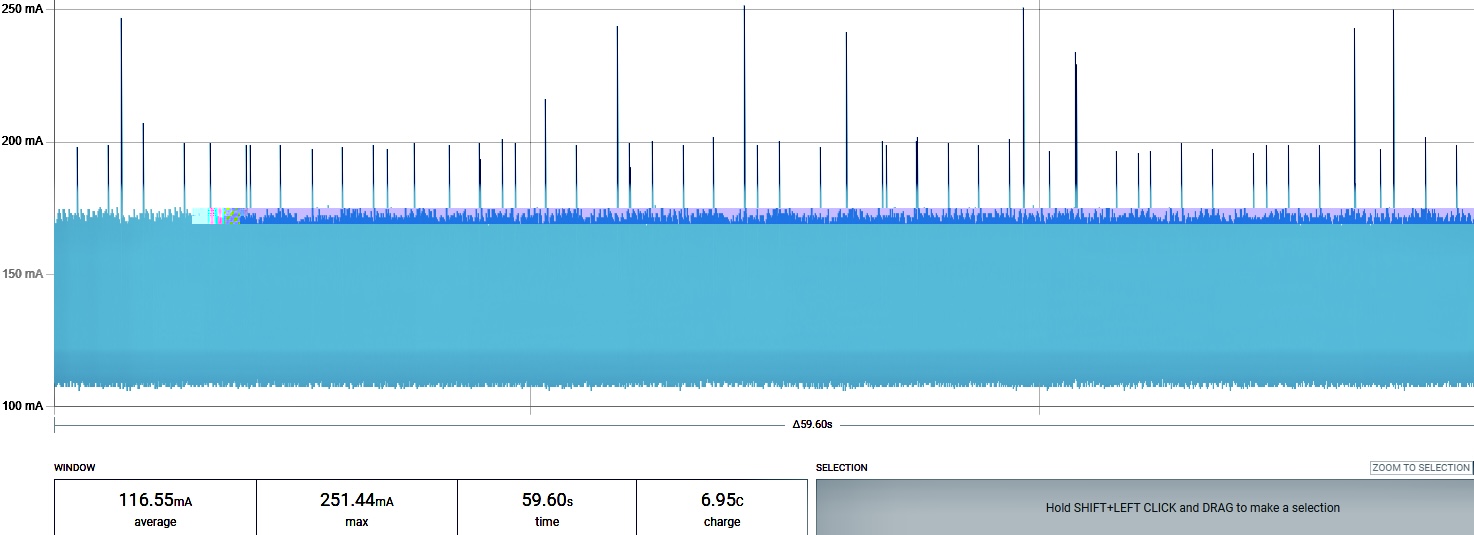 250 mA
200 mA
150 mA
100 mA
Δ59.60s
WINDOW
SELECTION
ZOOM TO SELECTION
116.55mA
251.44mA
59.60s
6.95C
average
max
time
charge
Hold SHIFT+LEFT CLICK and DRAG to make a selection